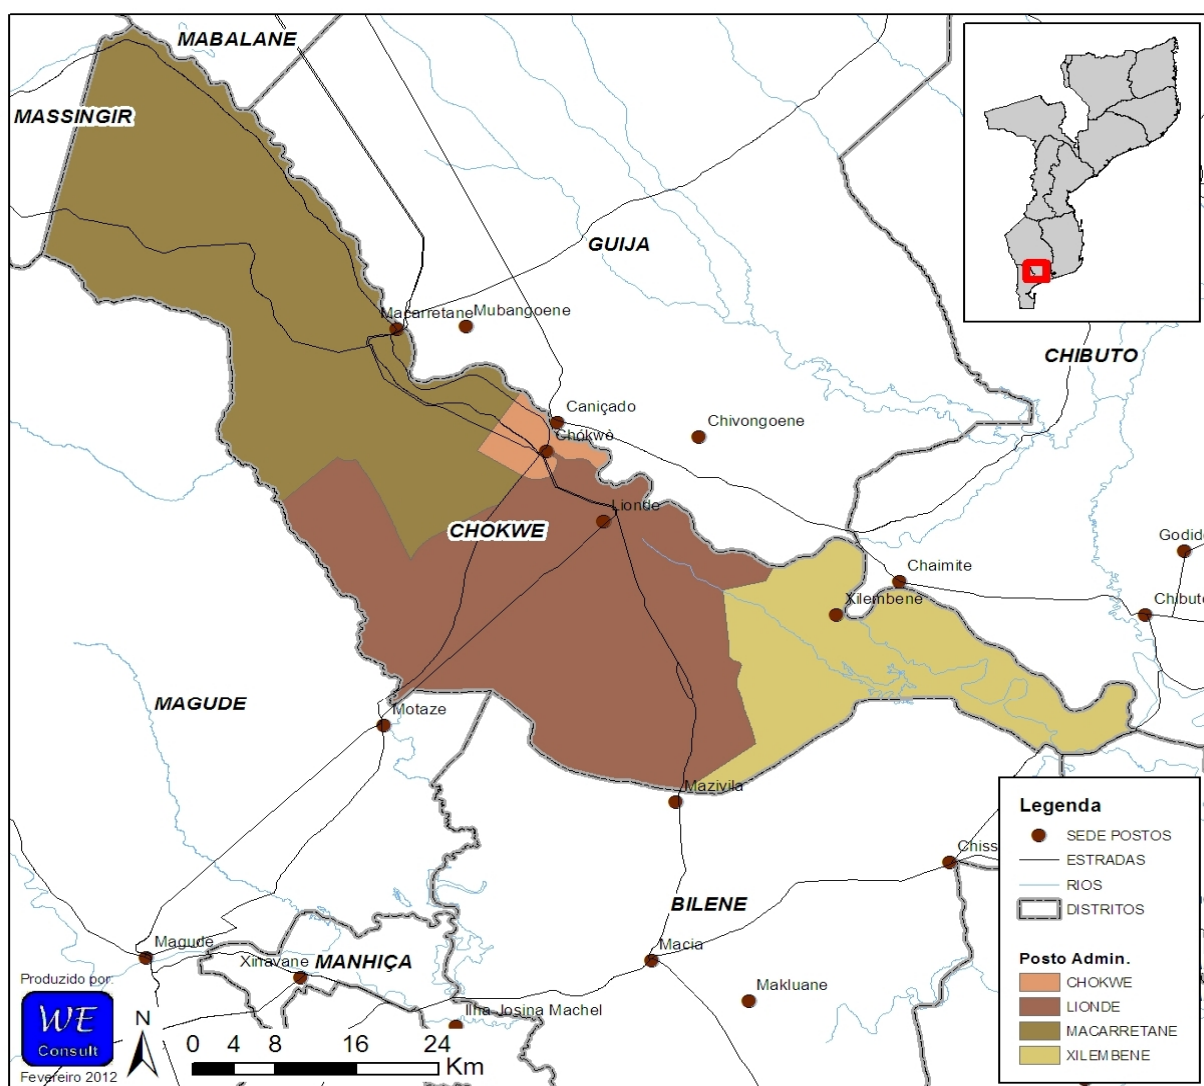 MABALANE
MASSINGIR
GUIJA
CHIBUTO
Macarretane
Mubangoene
Caniçado
Chókwè
Chivongoene
Lionde
CHOKWE
Godide
Chaimite
Xilembene
Chibuto
MAGUDE
Motaze
Mazivila
Chiss
BILENE
Magude
Xinavane
MANHIÇA
Macia
Makluane
Ilha Josina Machel
Legenda
SEDE POSTOS
ESTRADAS
RIOS
DISTRITOS
Posto Admin.
CHOKWE
LIONDE
MACARRETANE
XILEMBENE
Produzido por:
WE
Consult
Fevereiro 2012
N
0 4 8 16 24
Km